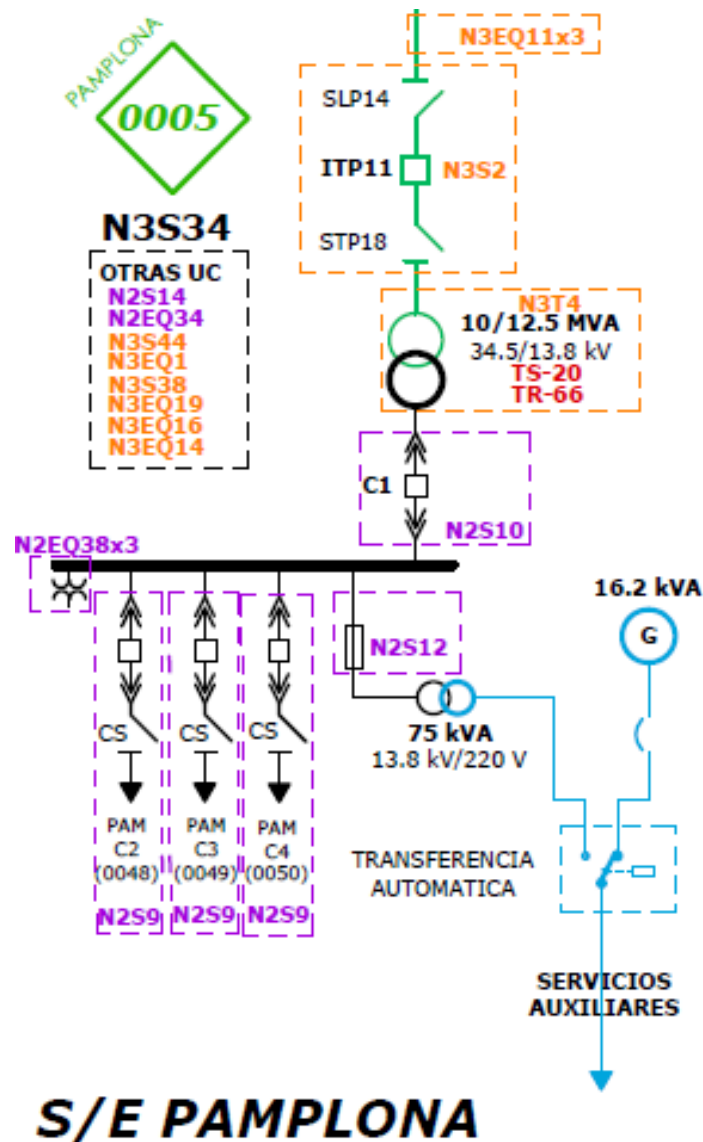 PAMPLONA
0005
N3S34
OTRAS UC
N2S14
N2EQ34
N3S44
N3EQ1
N3S38
N3EQ19
N3EQ16
N3EQ14
N3EQ11x3
SLP14
ITP11
N3S2
STP18
N3T4
10/12.5 MVA
34.5/13.8 kV
TS-20
TR-66
C1
N2S10
N2EQ38x3
N2S12
16.2 kVA
G
CS
CS
CS
75 kVA
13.8 kV/220 V
PAM
C2
(0048)
PAM
C3
(0049)
PAM
C4
(0050)
N2S9
N2S9
N2S9
TRANSFERENCIA
AUTOMATICA
SERVICIOS
AUXILIARES
S/E PAMPLONA